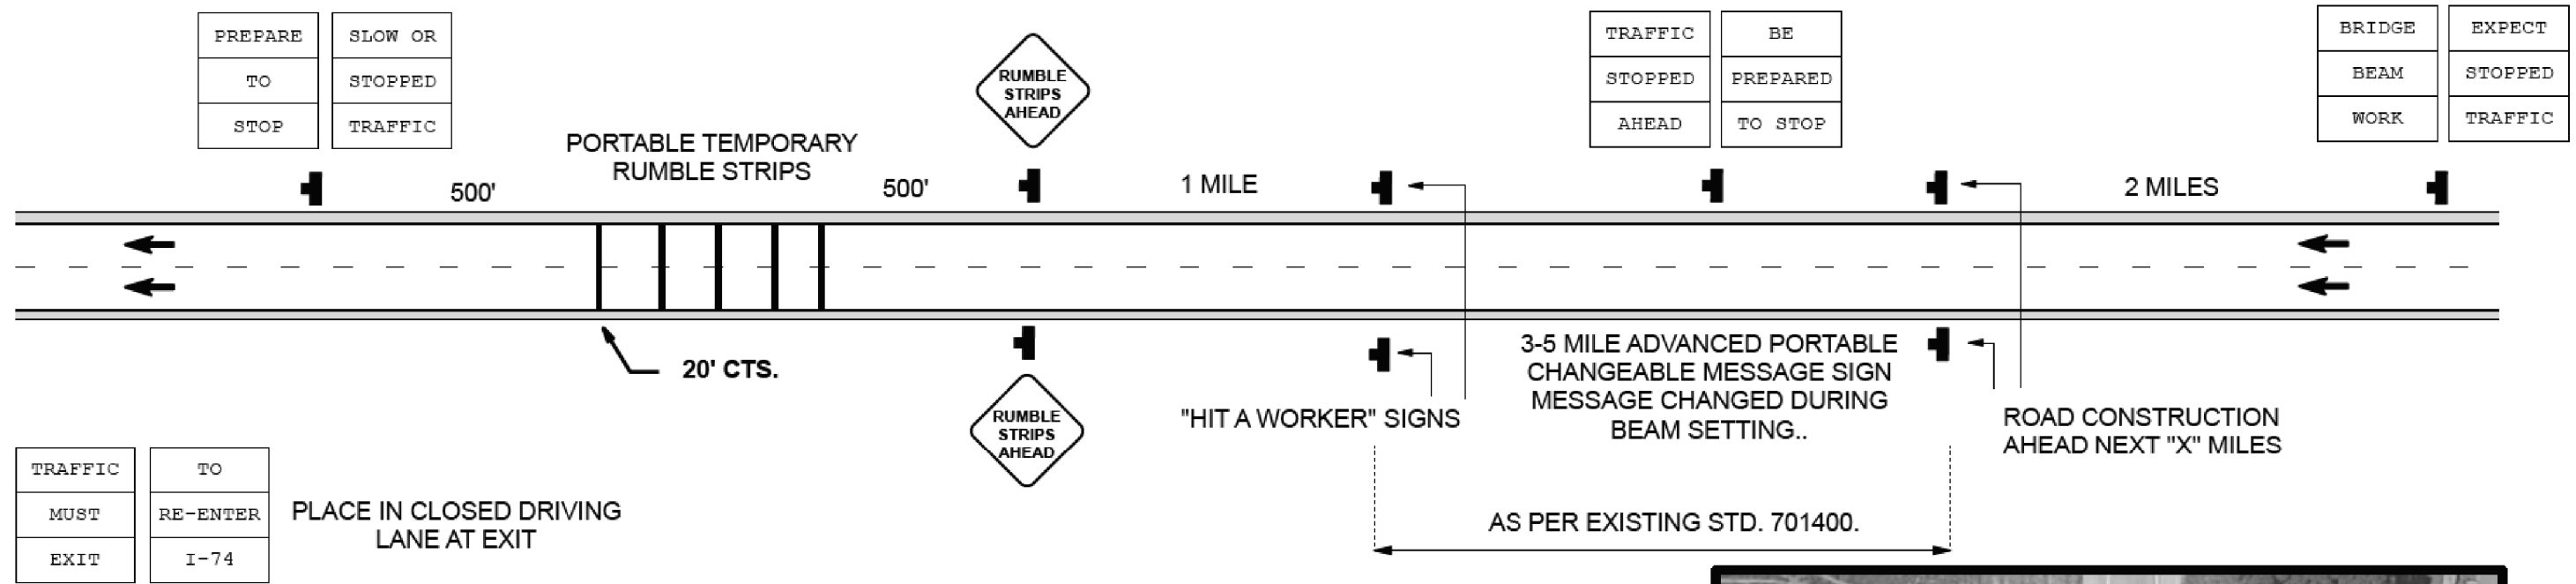 PREPARE
TO
STOP
SLOW OR
STOPPED
TRAFFIC
PORTABLE TEMPORARY
RUMBLE STRIPS
RUMBLE
STRIPS
AHEAD
TRAFFIC
STOPPED
AHEAD
BE
PREPARED
TO STOP
BRIDGE
BEAM
WORK
EXPECT
STOPPED
TRAFFIC
500'
500'
1 MILE
2 MILES
20' CTS.
RUMBLE
STRIPS
AHEAD
"HIT A WORKER" SIGNS
3-5 MILE ADVANCED PORTABLE
CHANGEABLE MESSAGE SIGN
MESSAGE CHANGED DURING
BEAM SETTING..
ROAD CONSTRUCTION
AHEAD NEXT "X" MILES
TRAFFIC
MUST
EXIT
TO
RE-ENTER
I-74
PLACE IN CLOSED DRIVING
LANE AT EXIT
AS PER EXISTING STD. 701400.